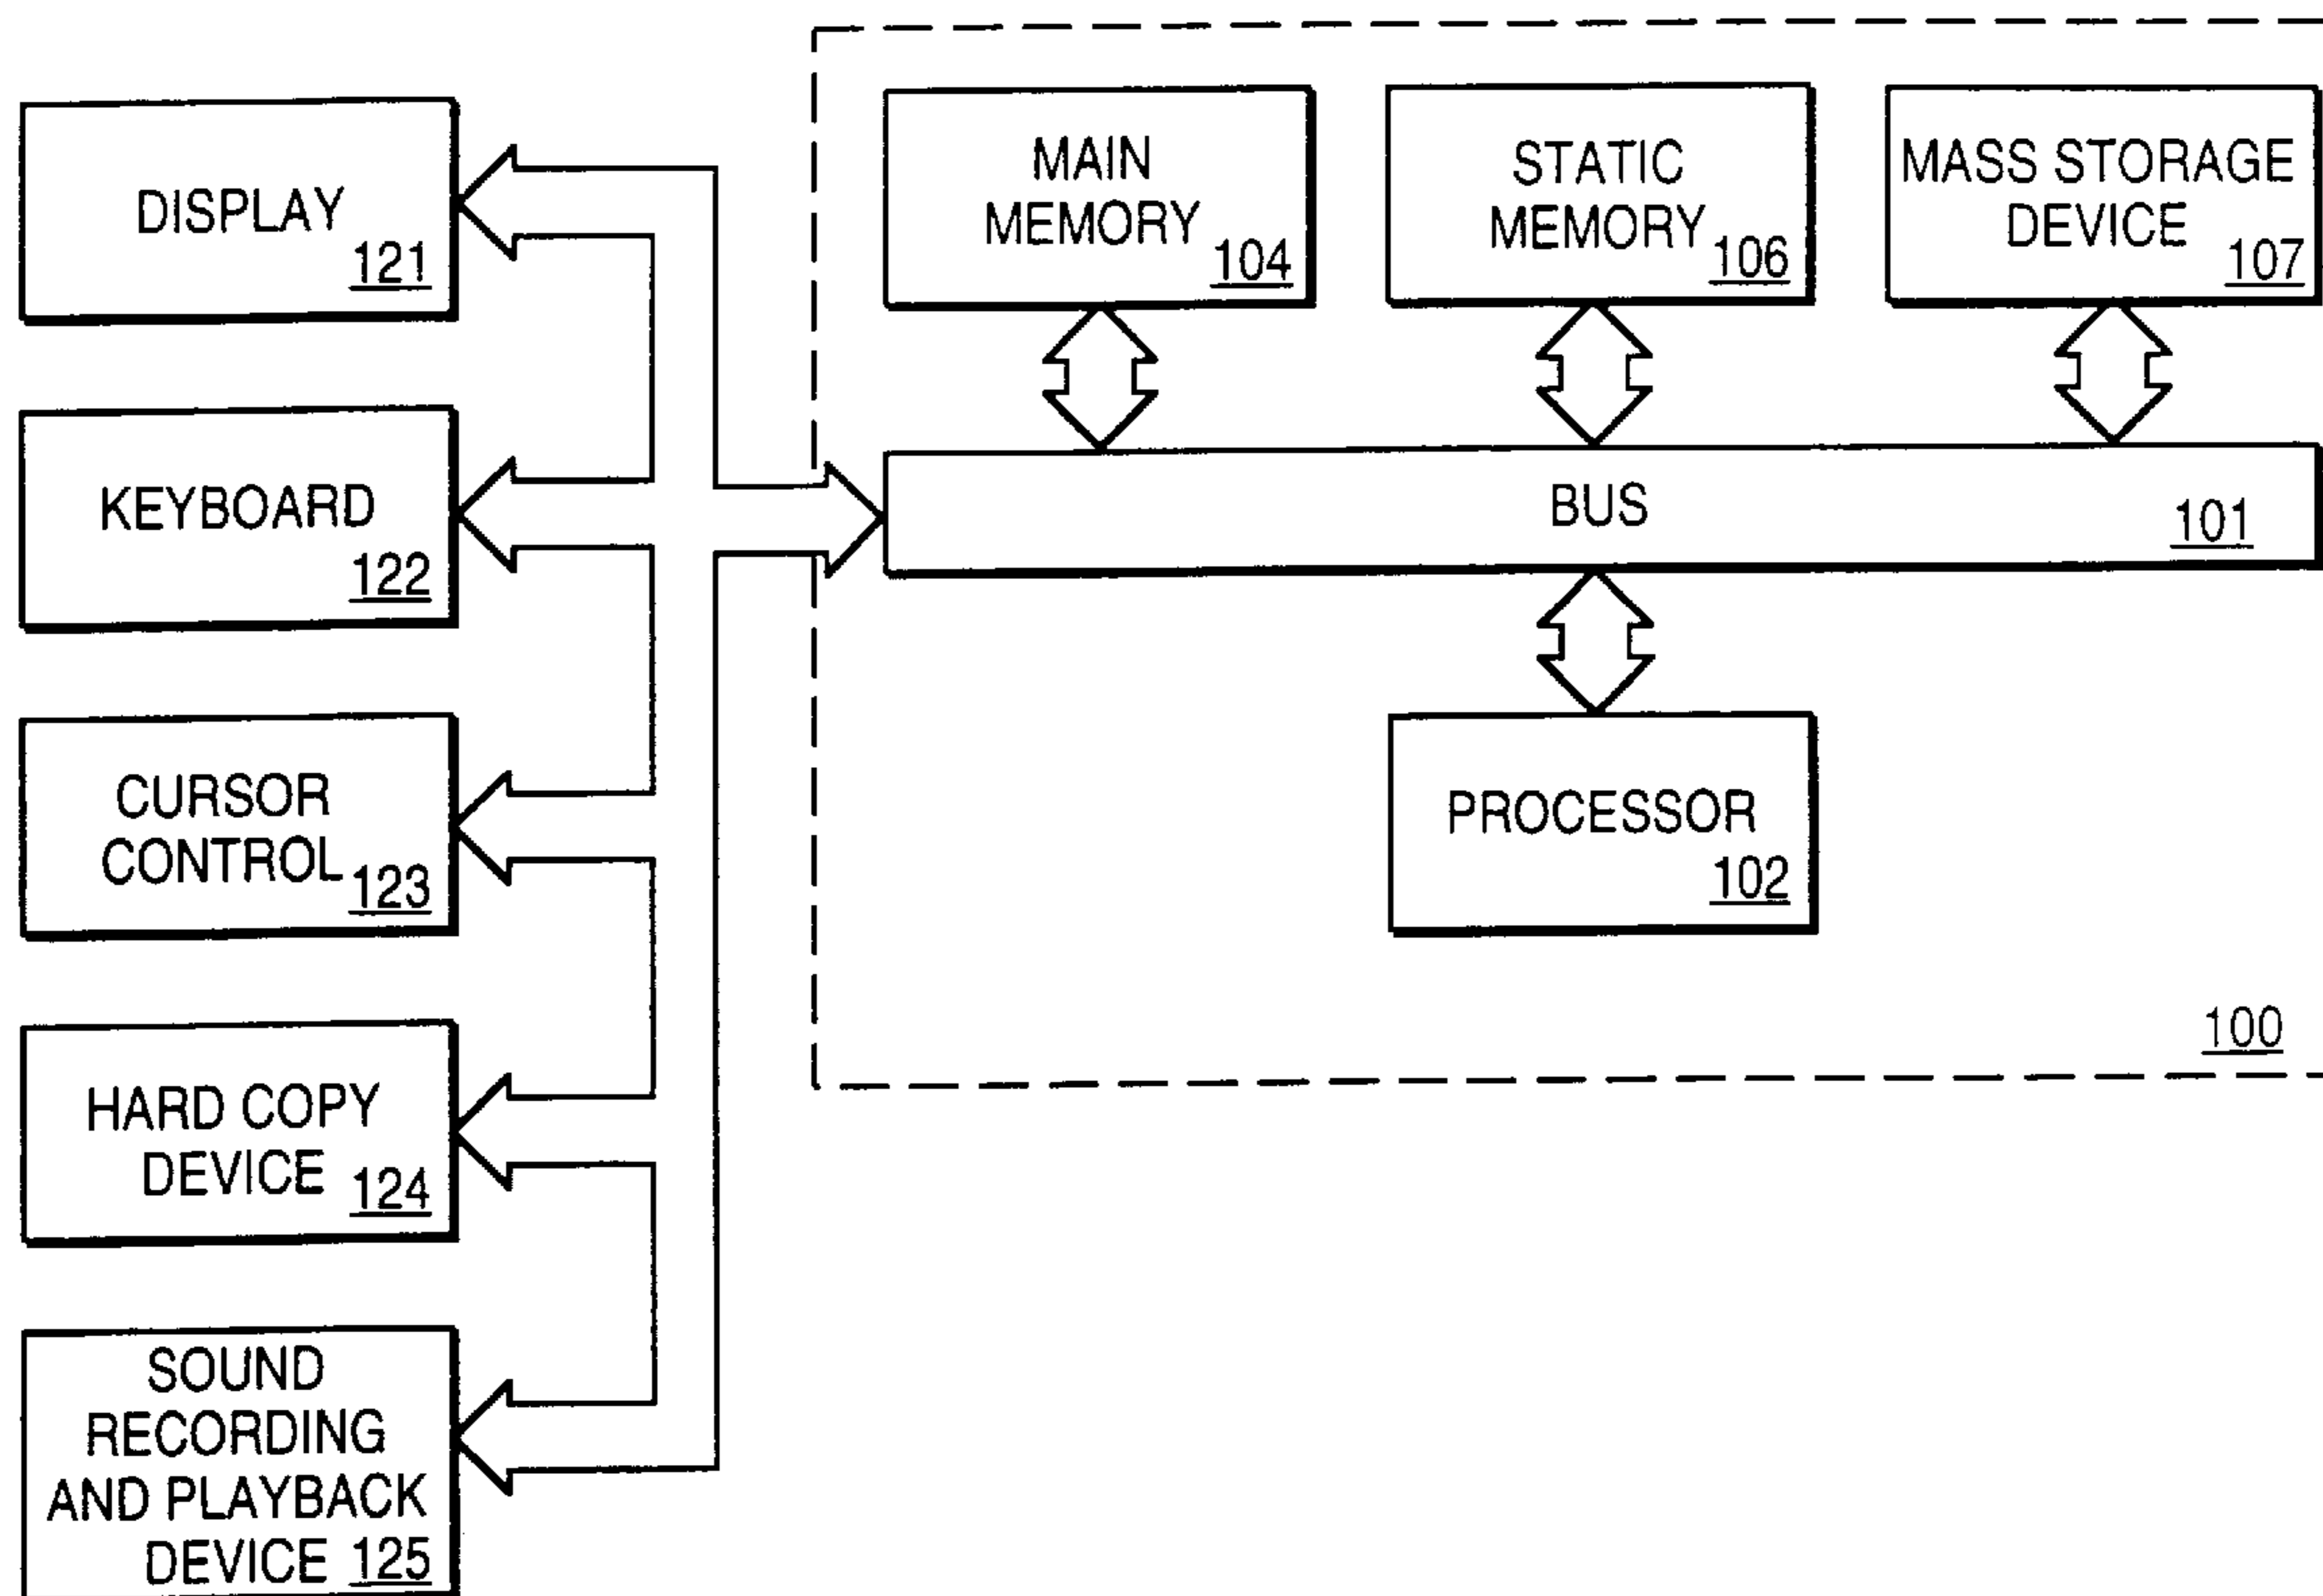 DISPLAY
121
KEYBOARD
122
CURSOR
CONTROL
123
HARD COPY
DEVICE
124
SOUND
RECORDING
AND PLAYBACK
DEVICE
125
MAIN
MEMORY
104
STATIC
MEMORY
106
MASS STORAGE
DEVICE
107
BUS
101
PROCESSOR
102
100